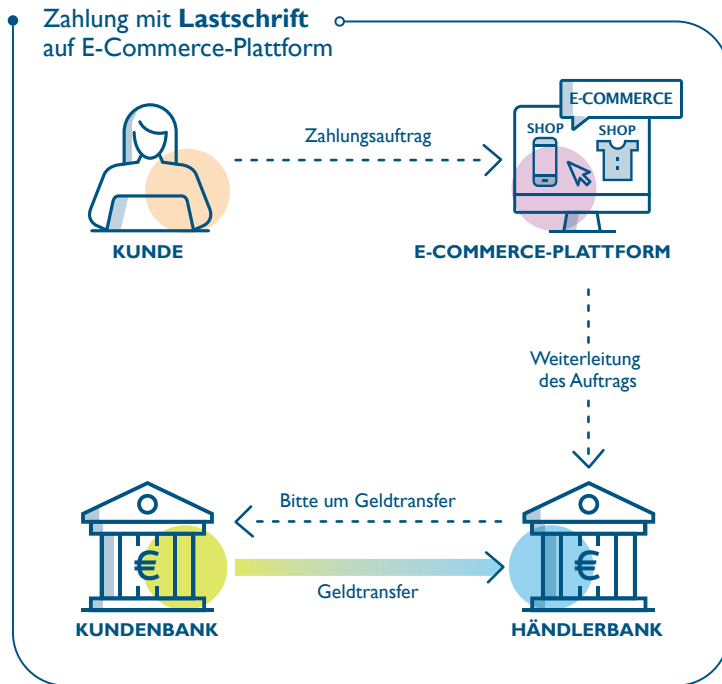 Zahlung mit Lastschrift
auf E-Commerce-Plattform
E-COMMERCE
SHOP
SHOP
Zahlungsauftrag
KUNDE
E-COMMERCE-PLATTFORM
Weiterleitung
des Auftrags
Bitte um Geldtransfer
€
€
Geldtransfer
KUNDENBANK
HÄNDLERBANK